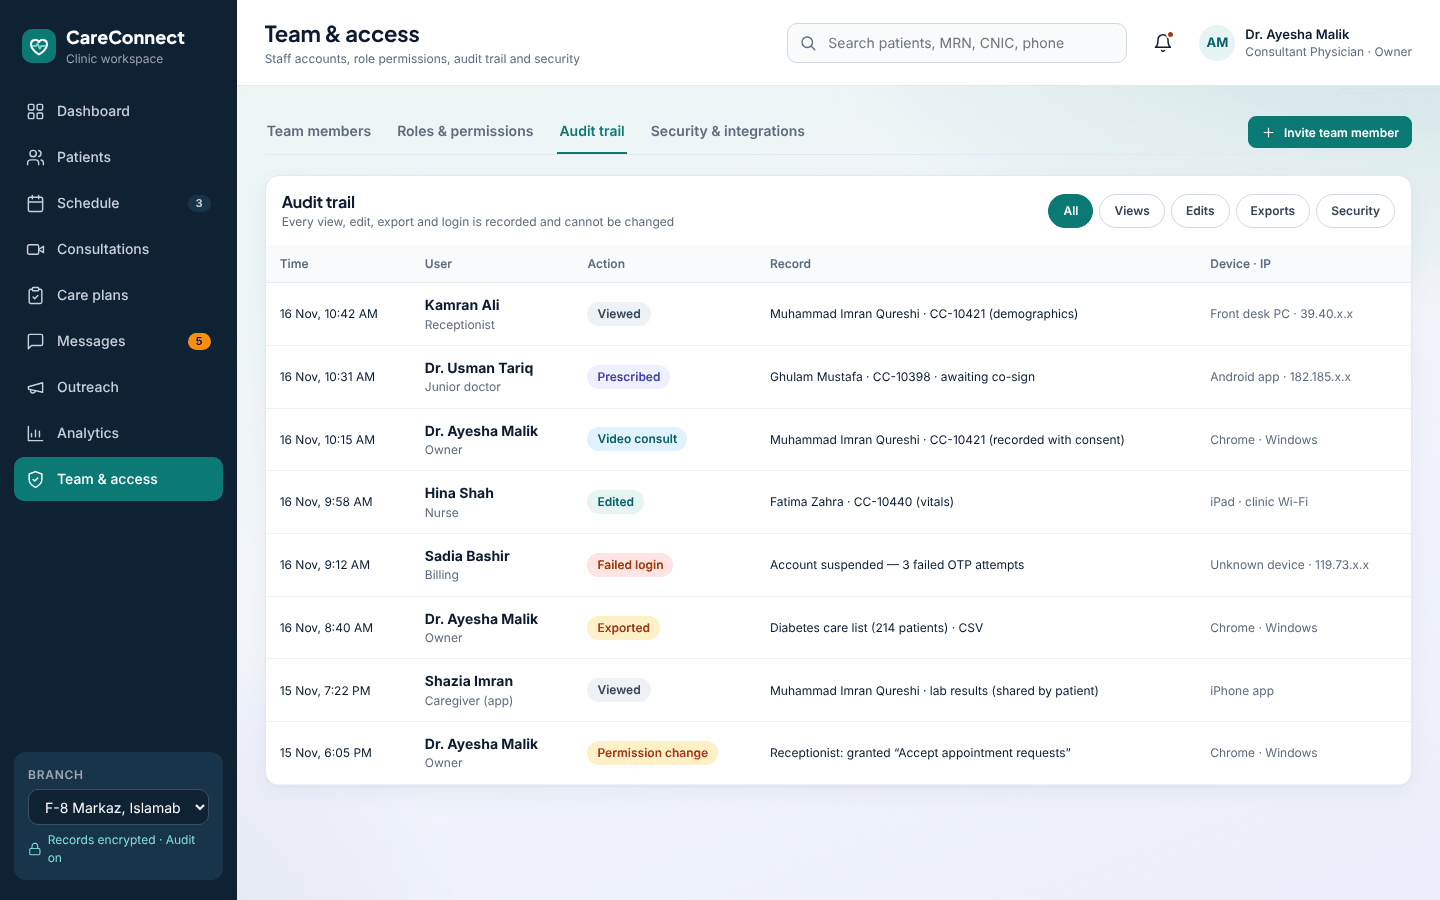 CareConnect
Clinic workspace
Dashboard
Patients
Schedule 3
Consultations
Care plans
Messages 5
Outreach
Analytics
Team & access
BRANCH
F-8 Markaz, Islamab
Records encrypted · Audit
on
Team & access
Staff accounts, role permissions, audit trail and security
Search patients, MRN, CNIC, phone
AM
Dr. Ayesha Malik
Consultant Physician · Owner
Team members Roles & permissions Audit trail Security & integrations
Invite team member
Audit trail
Every view, edit, export and login is recorded and cannot be changed
All Views Edits Exports Security
Time User Action Record Device · IP
16 Nov, 10:42 AM Kamran Ali Viewed Muhammad Imran Qureshi · CC-10421 (demographics) Front desk PC · 39.40.x.x
Receptionist
16 Nov, 10:31 AM Dr. Usman Tariq Prescribed Ghulam Mustafa · CC-10398 · awaiting co-sign Android app · 182.185.x.x
Junior doctor
16 Nov, 10:15 AM Dr. Ayesha Malik Video consult Muhammad Imran Qureshi · CC-10421 (recorded with consent) Chrome · Windows
Owner
16 Nov, 9:58 AM Hina Shah Edited Fatima Zahra · CC-10440 (vitals) iPad · clinic Wi-Fi
Nurse
16 Nov, 9:12 AM Sadia Bashir Failed login Account suspended — 3 failed OTP attempts Unknown device · 119.73.x.x
Billing
16 Nov, 8:40 AM Dr. Ayesha Malik Exported Diabetes care list (214 patients) · CSV Chrome · Windows
Owner
15 Nov, 7:22 PM Shazia Imran Viewed Muhammad Imran Qureshi · lab results (shared by patient) iPhone app
Caregiver (app)
15 Nov, 6:05 PM Dr. Ayesha Malik Permission change Receptionist: granted “Accept appointment requests” Chrome · Windows
Owner